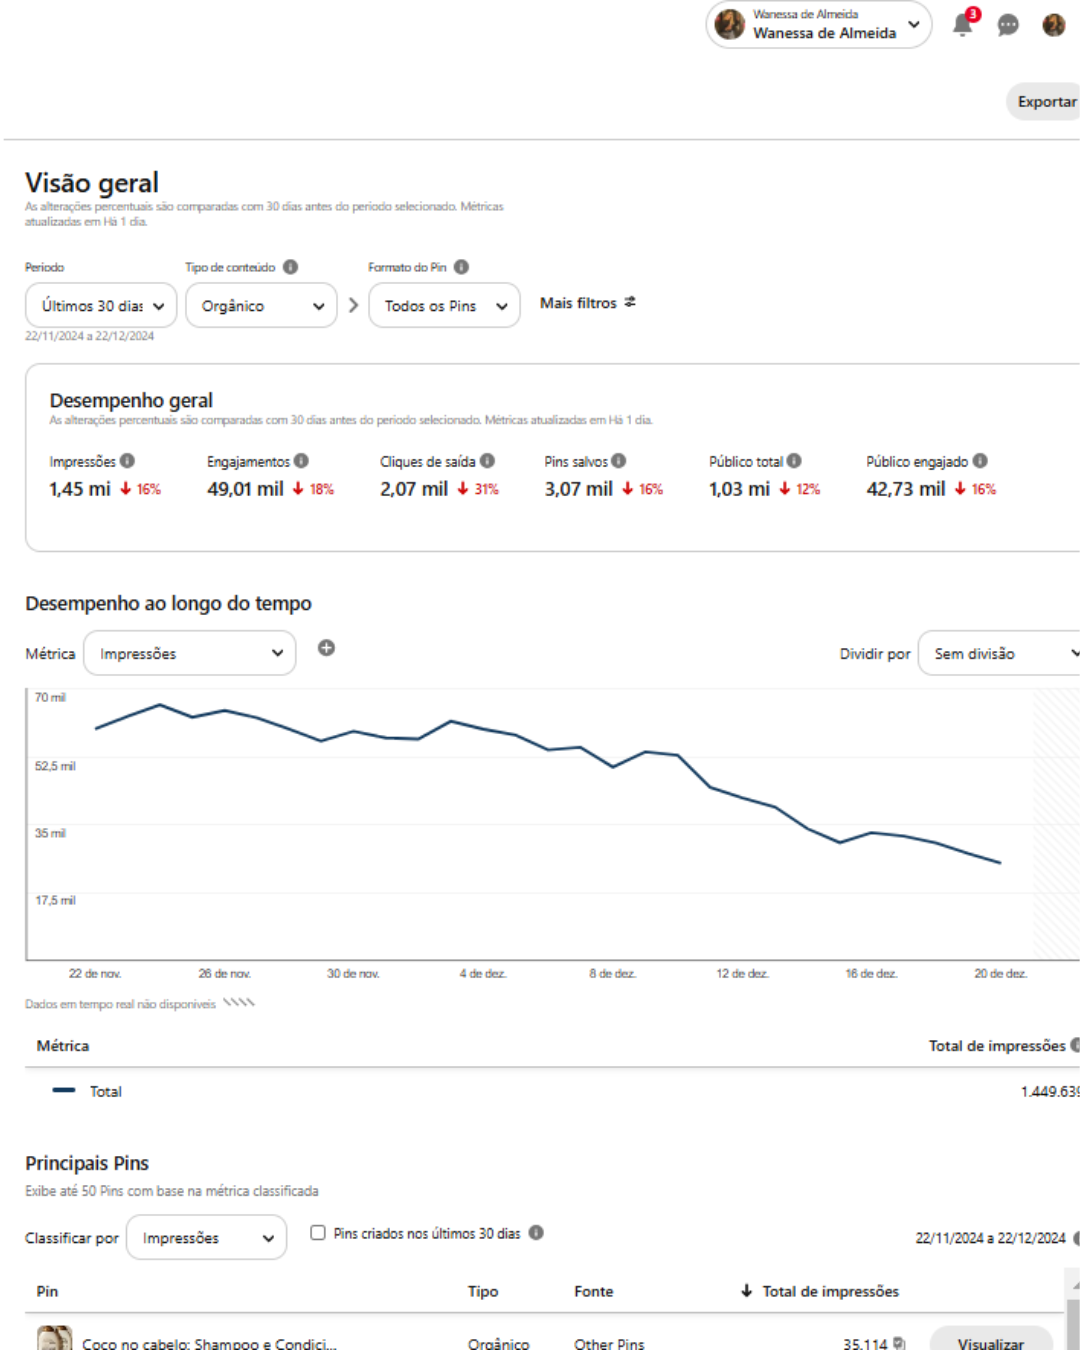 Wanessa de Almeida
Wanessa de Almeida
3
Exportar
Visão geral
As alterações percentuais são comparadas com 30 dias antes do período selecionado. Métricas
atualizadas em Há 1 dia.
Período
Tipo de conteúdo
Formato do Pin
Últimos 30 dias
Orgânico
Todos os Pins
Mais filtros
22/11/2024 a 22/12/2024
Desempenho geral
As alterações percentuais são comparadas com 30 dias antes do período selecionado. Métricas atualizadas em Há 1 dia.
Impressões
Engajamentos
Cliques de saída
Pins salvos
Público total
Público engajado
1,45 mi 16%
49,01 mil 18%
2,07 mil 31%
3,07 mil 16%
1,03 mi 12%
42,73 mil 16%
Desempenho ao longo do tempo
Métrica
Impressões
Dividir por
Sem divisão
70 mil
52,5 mil
35 mil
17,5 mil
22 de nov.
26 de nov.
30 de nov.
4 de dez.
8 de dez.
12 de dez.
16 de dez.
20 de dez.
Dados em tempo real não disponíveis
Métrica
Total de impressões
Total
1.449.639
Principais Pins
Exibe até 50 Pins com base na métrica classificada
Classificar por
Impressões
Pins criados nos últimos 30 dias
22/11/2024 a 22/12/2024
Pin
Tipo
Fonte
Total de impressões
Coco no cabelo: Shampoo e Condici...
Orgânico
Other Pins
35.114
Visualizar